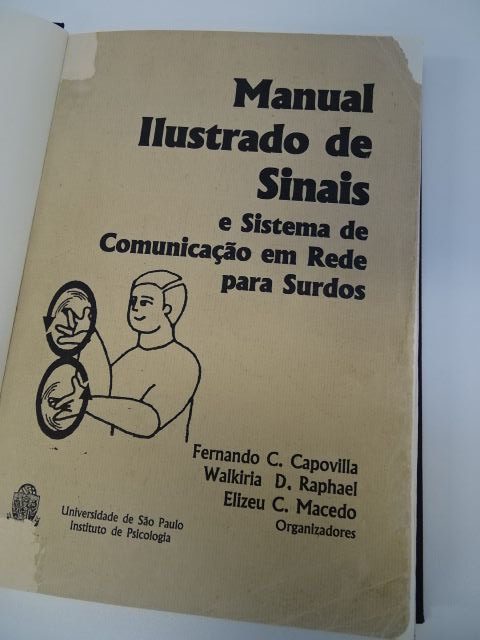 Manual
Ilustrado de
Sinais
e Sistema de
Comunicação em Rede
para Surdos
Fernando C. Capovilla
Walkiria D. Raphael
Elizeu C. Macedo
Organizadores
Universidade de São Paulo
Instituto de Psicologia